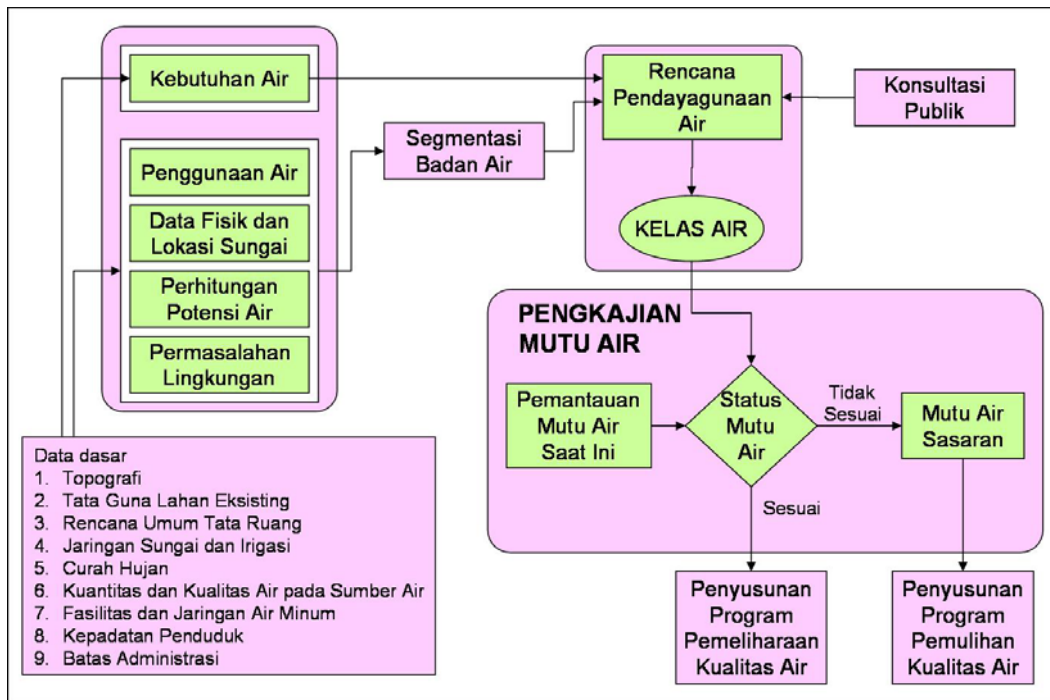 Kebutuhan Air
Penggunaan Air
Data Fisik dan
Lokasi Sungai
Perhitungan
Potensi Air
Permasalahan
Lingkungan
Segmentasi
Badan Air
Rencana
Pendayagunaan
Air
KELAS AIR
Konsultasi
Publik
PENGKAJIAN
MUTU AIR
Pemantauan
Mutu Air
Saat Ini
Status
Mutu
Air
Tidak
Sesuai
Mutu Air
Sasaran
Sesuai
Penyusunan
Program
Pemeliharaan
Kualitas Air
Penyusunan
Program
Pemulihan
Kualitas Air
Data dasar
1. Topografi
2. Tata Guna Lahan Eksisting
3. Rencana Umum Tata Ruang
4. Jaringan Sungai dan Irigasi
5. Curah Hujan
6. Kuantitas dan Kualitas Air pada Sumber Air
7. Fasilitas dan Jaringan Air Minum
8. Kepadatan Penduduk
9. Batas Administrasi